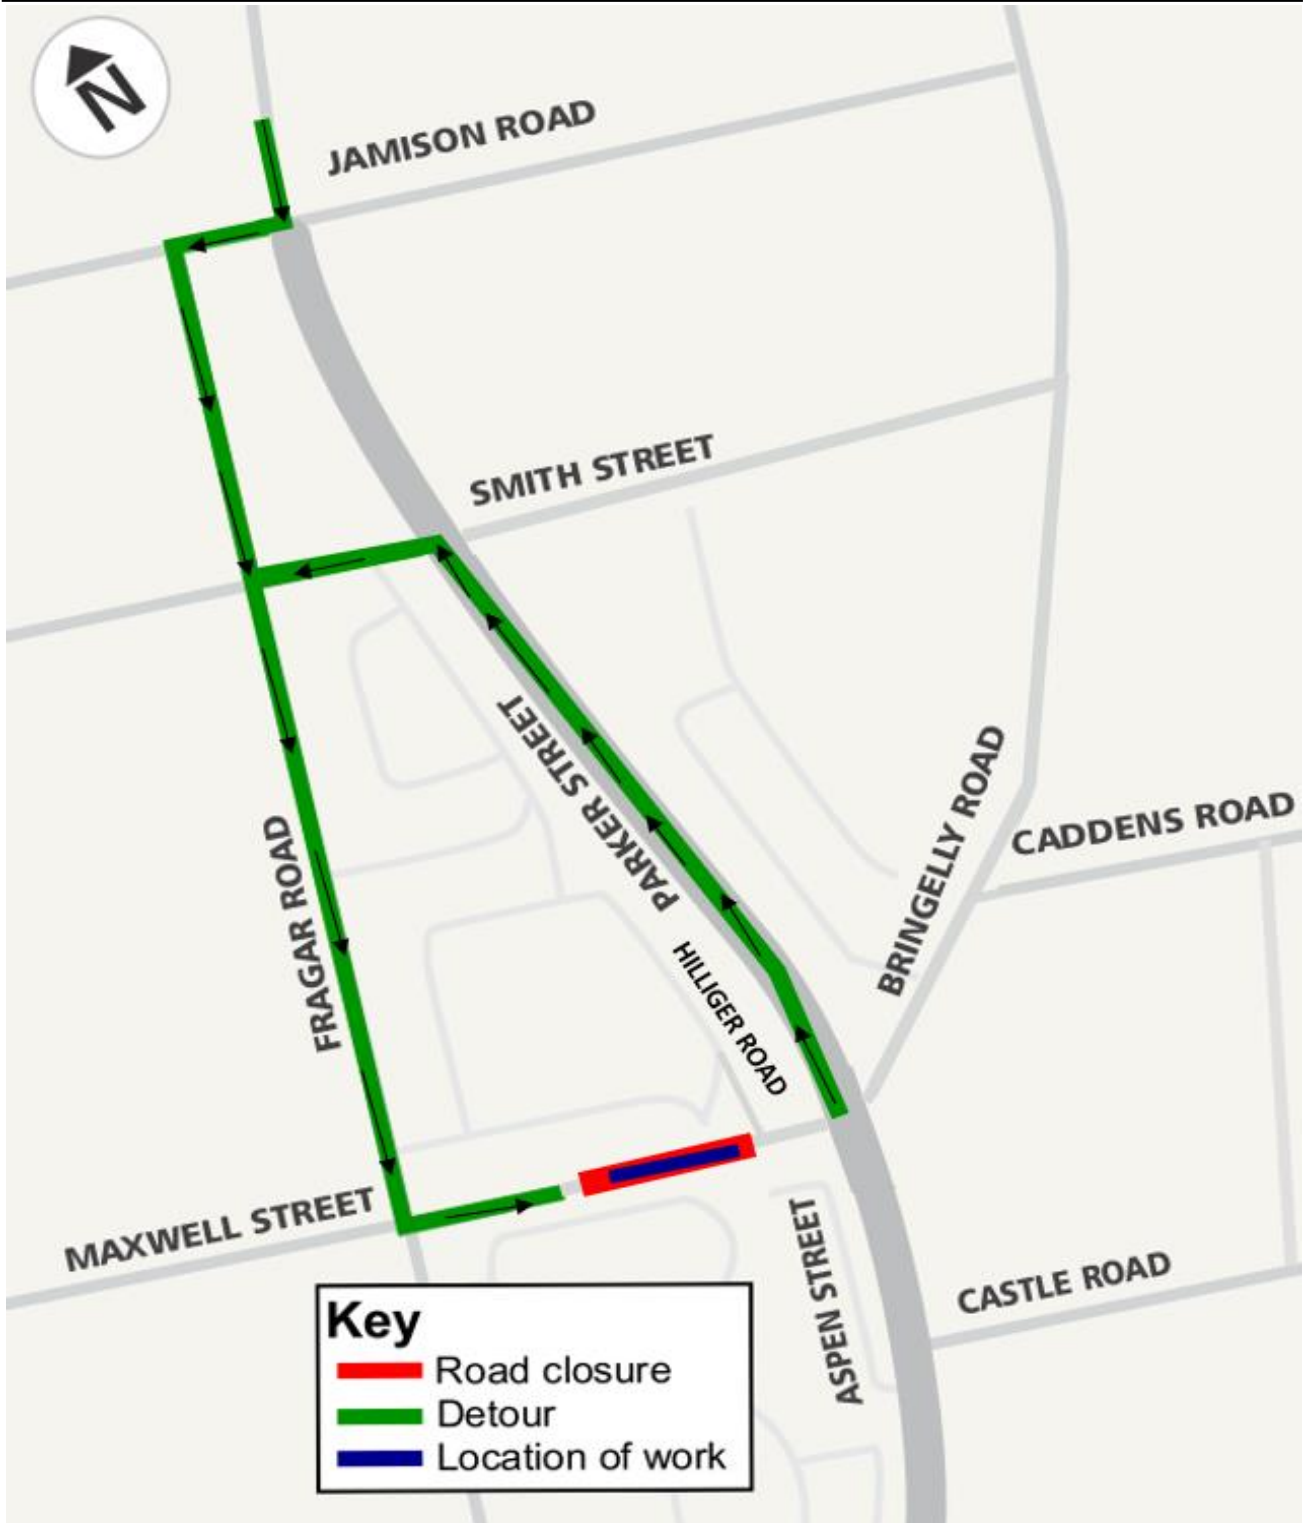 N
JAMISON ROAD
SMITH STREET
PARKER STREET
BRINGELLY ROAD
CADDENS ROAD
FRAGAR ROAD
HILLIGER ROAD
MAXWELL STREET
ASPEN STREET
CASTLE ROAD
Key
Road closure
Detour
Location of work